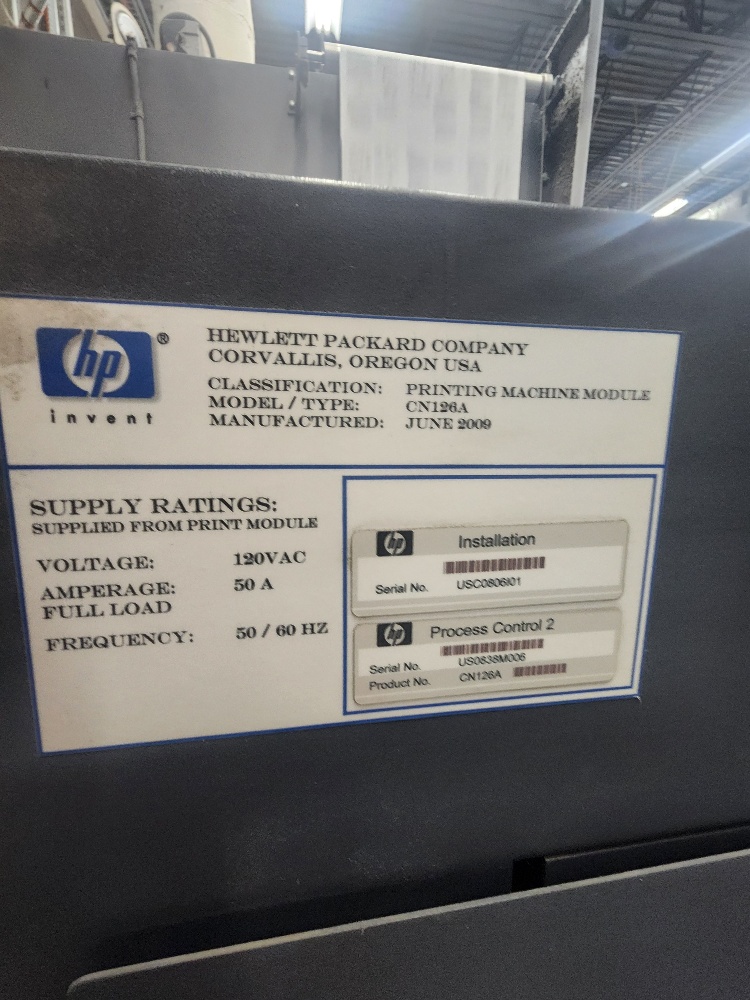 hp ®
invent
HEWLETT PACKARD COMPANY
CORVALLIS, OREGON USA
CLASSIFICATION: PRINTING MACHINE MODULE
MODEL / TYPE: CN126A
MANUFACTURED: JUNE 2009
SUPPLY RATINGS:
SUPPLIED FROM PRINT MODULE
VOLTAGE: 120VAC
AMPERAGE: 50 A
FULL LOAD
FREQUENCY: 50 / 60 HZ
hp Installation
Serial No. USC0806I01
hp Process Control 2
Serial No. US0838M006
Product No. CN126A